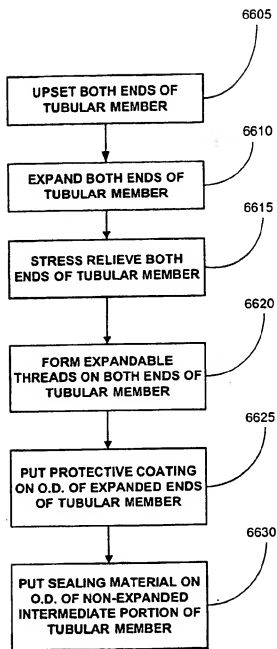 6605
UPSET BOTH ENDS OF
TUBULAR MEMBER
6610
EXPAND BOTH ENDS OF
TUBULAR MEMBER
6615
STRESS RELIEVE BOTH
ENDS OF TUBULAR MEMBER
6620
FORM EXPANDABLE
THREADS ON BOTH ENDS OF
TUBULAR MEMBER
6625
PUT PROTECTIVE COATING
ON O.D. OF EXPANDED ENDS
OF TUBULAR MEMBER
6630
PUT SEALING MATERIAL ON
O.D. OF NON-EXPANDED
INTERMEDIATE PORTION OF
TUBULAR MEMBER